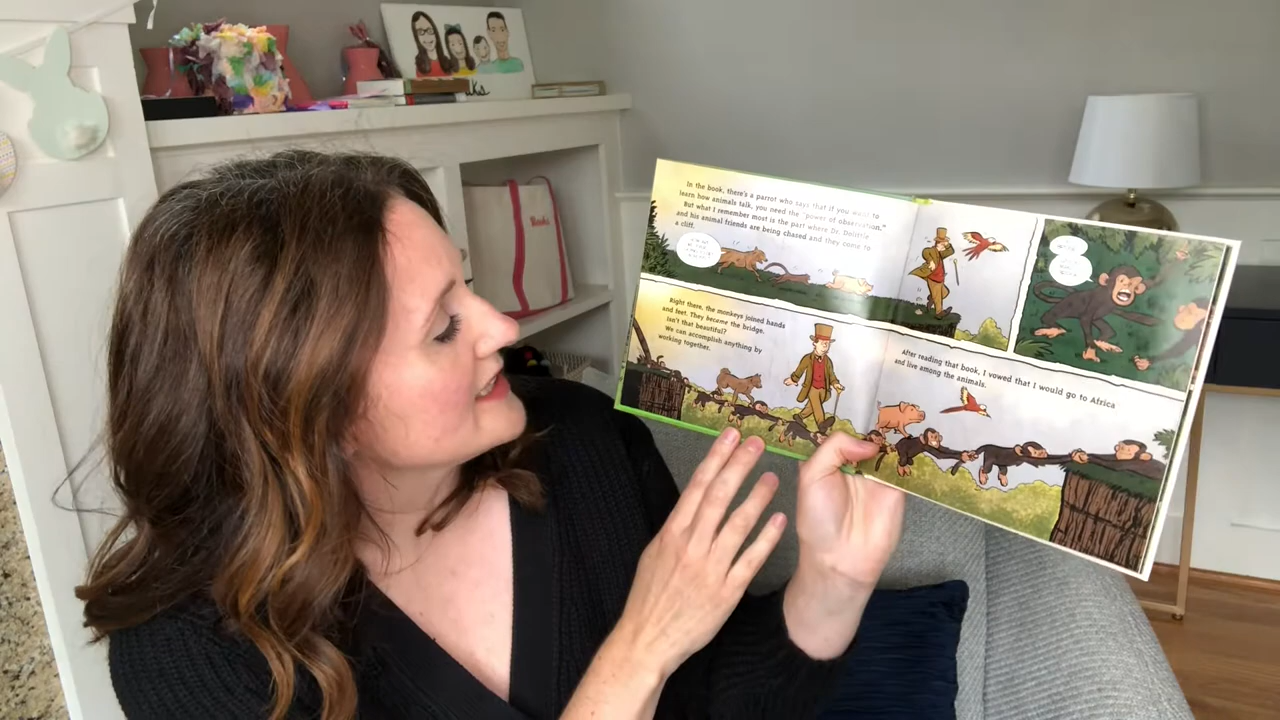 In the book, there's a parrot who says that if you want to
learn how animals talk, you need the "power of observation."
But what I remember most is the part where Dr. Dolittle
and his animal friends are being chased and they come to
a cliff.
Right there, the monkeys joined hands
and feet. They became the bridge.
Isn't that beautiful?
We can accomplish anything by
working together.
After reading that book, I vowed that I would go to Africa
and live among the animals.
Books